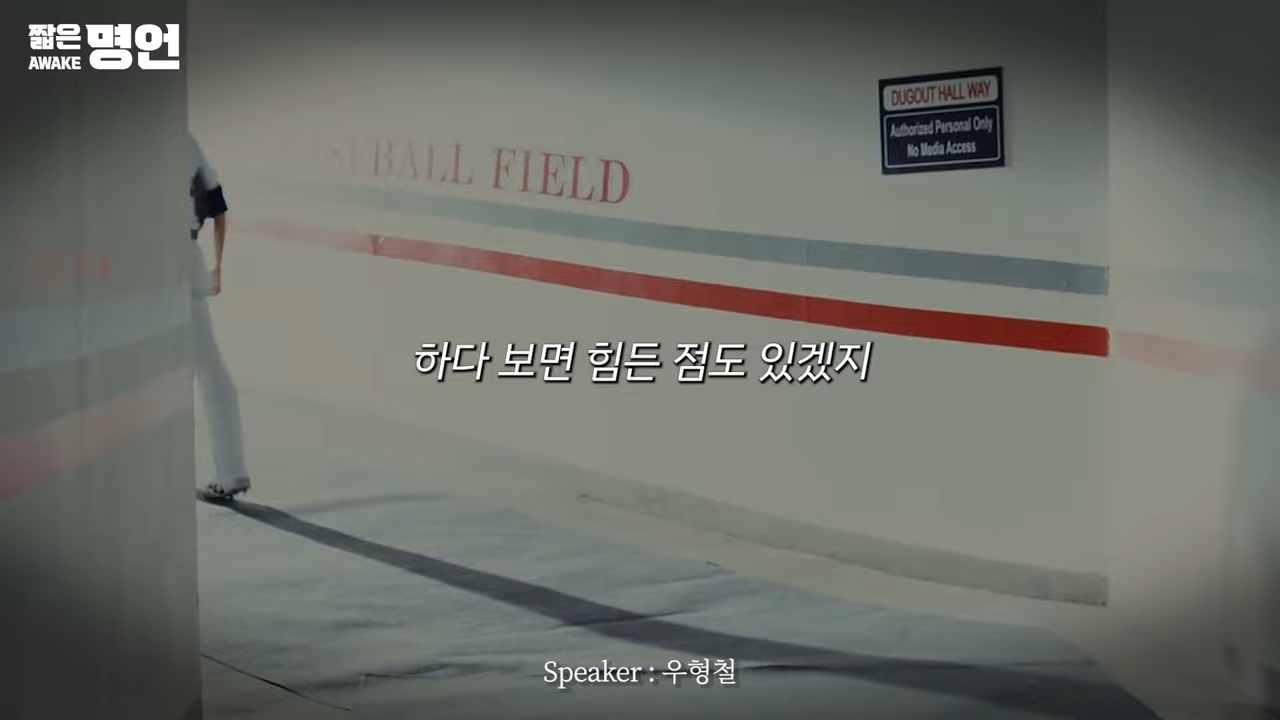 짧은 명언
AWAKE
DUGOUT HALL WAY
Authorized Personal Only
No Media Access
BASEBALL FIELD
하다 보면 힘든 점도 있겠지
Speaker : 우형철